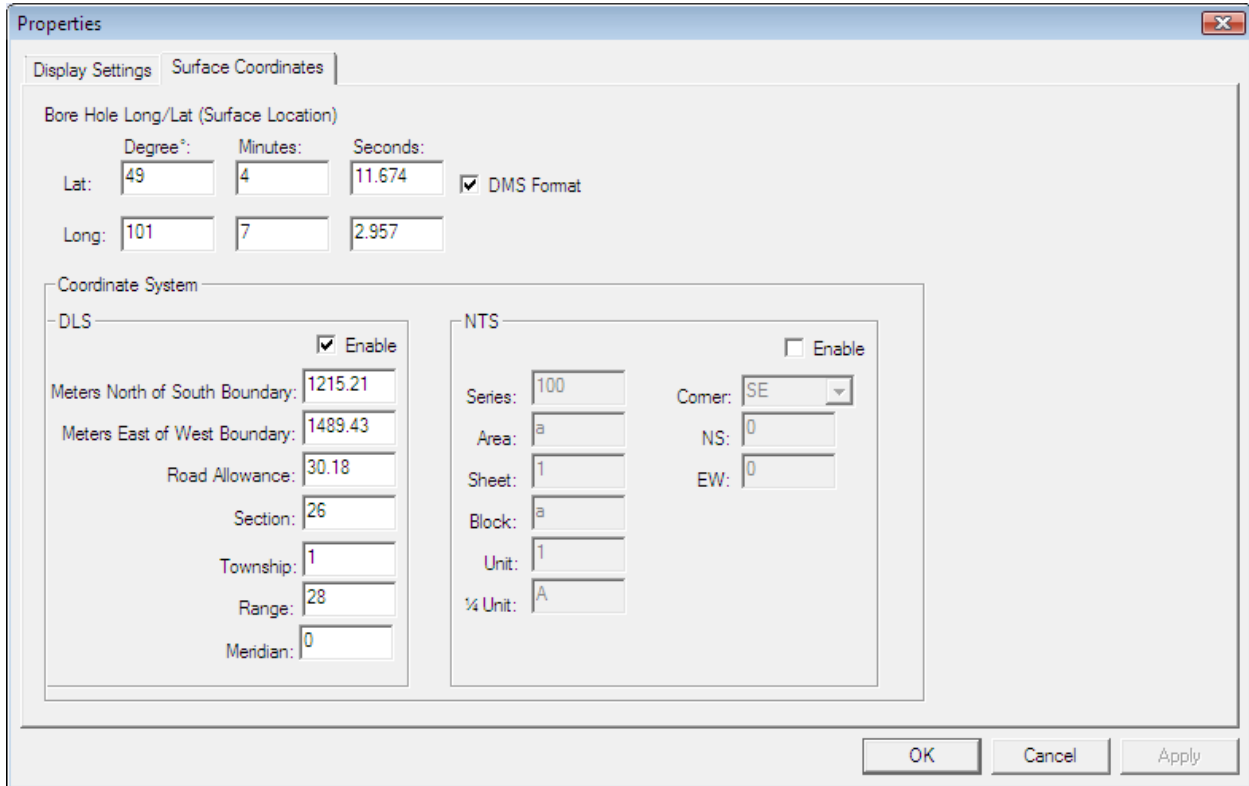 Properties
Display Settings Surface Coordinates
Bore Hole Long/Lat (Surface Location)
Degree°: Minutes: Seconds:
Lat: 49 4 11.674 DMS Format
Long: 101 7 2.957
Coordinate System
DLS
Enable
Meters North of South Boundary: 1215.21
Meters East of West Boundary: 1489.43
Road Allowance: 30.18
Section: 26
Township: 1
Range: 28
Meridian: 0
NTS
Enable
Series: 100 Corner: SE
Area: a NS: 0
Sheet: 1 EW: 0
Block: a
Unit: 1
¼ Unit: A
OK Cancel Apply